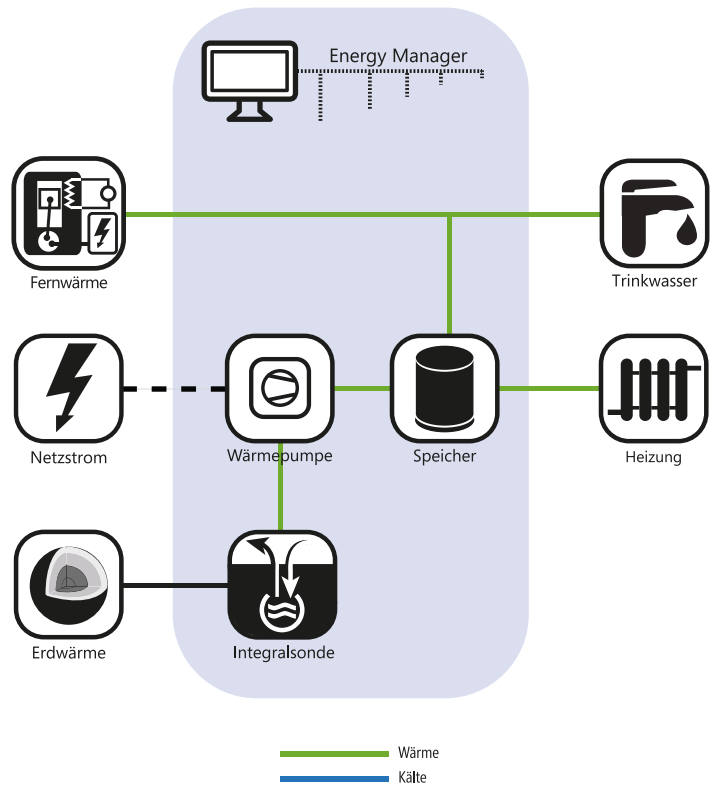 Energy Manager
Fernwärme
Trinkwasser
Netzstrom
Wärmepumpe
Speicher
Heizung
Erdwärme
Integralsonde
Wärme
Kälte